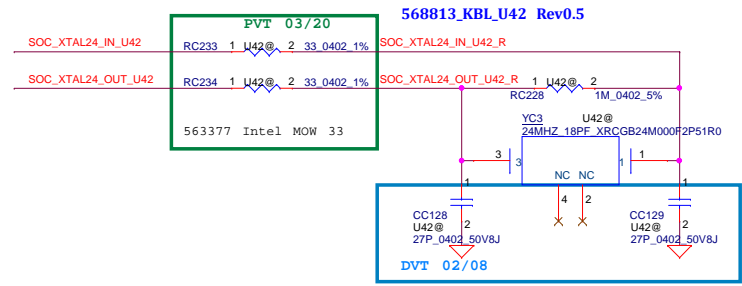 568813_KBL_U42 Rev0.5
PVT 03/20
SOC_XTAL24_IN_U42 RC233 1 U42@ 2 33_0402_1% SOC_XTAL24_IN_U42_R
SOC_XTAL24_OUT_U42 RC234 1 U42@ 2 33_0402_1% SOC_XTAL24_OUT_U42_R 1 U42@ 2
RC228 1M_0402_5%
563377 Intel MOW 33
YC3 U42@
24MHZ_18PF_XRCGB24M000F2P51R0
3 3 1 1
NC NC
1 4 2 1
CC128 CC129
U42@ 2 U42@ 2
27P_0402_50V8J 27P_0402_50V8J
DVT 02/08